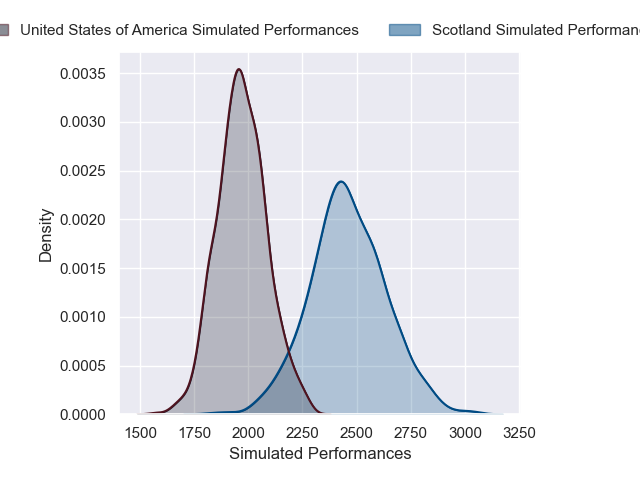 United States of America Simulated Performances Scotland Simulated
0.0035
0.0030
0.0025
0.0020
0.0015
0.0010
0.0005
0.0000
Density
1500 1750 2000 2250 2500 2750 3000 3250
Simulated Performances